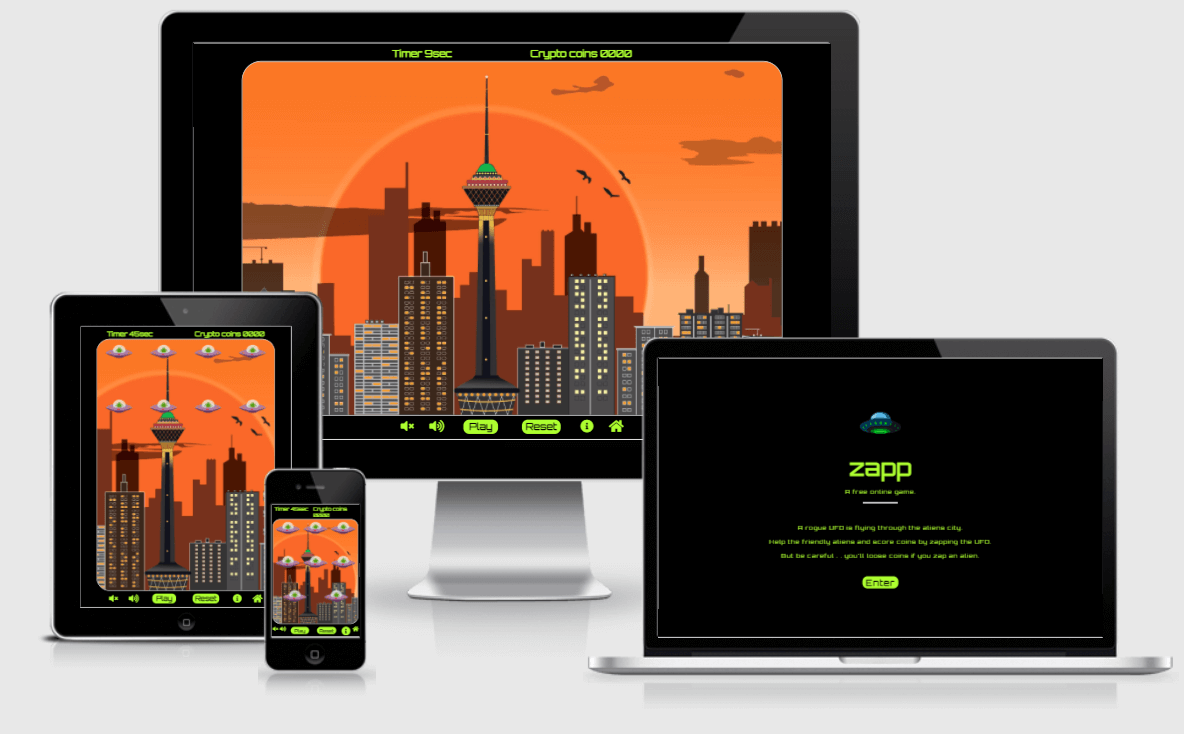 Timer 9sec Crypto coins 0000
Play Reset
Timer 45sec Crypto coins 0000
Play Reset
Timer 45sec Crypto coins
0000
Play Reset
zapp
A free online game.
A rogue UFO is flying through the aliens city.
Help the friendly aliens and score coins by zapping the UFO.
But be careful . . you'll loose coins if you zap an alien.
Enter